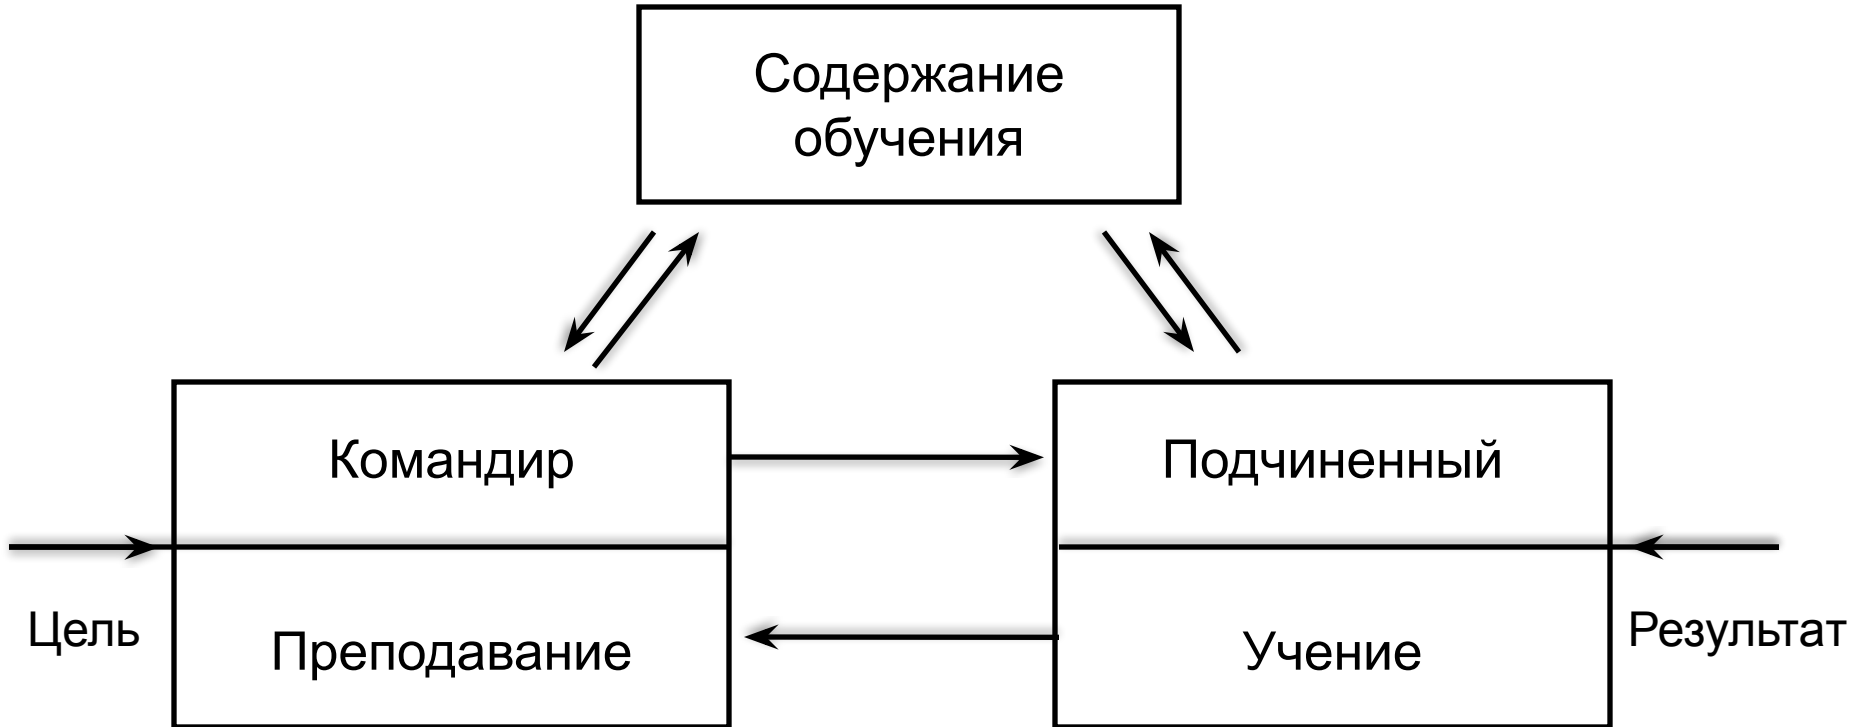 Содержание
обучения
Командир
Подчиненный
Цель
Преподавание
Учение
Результат